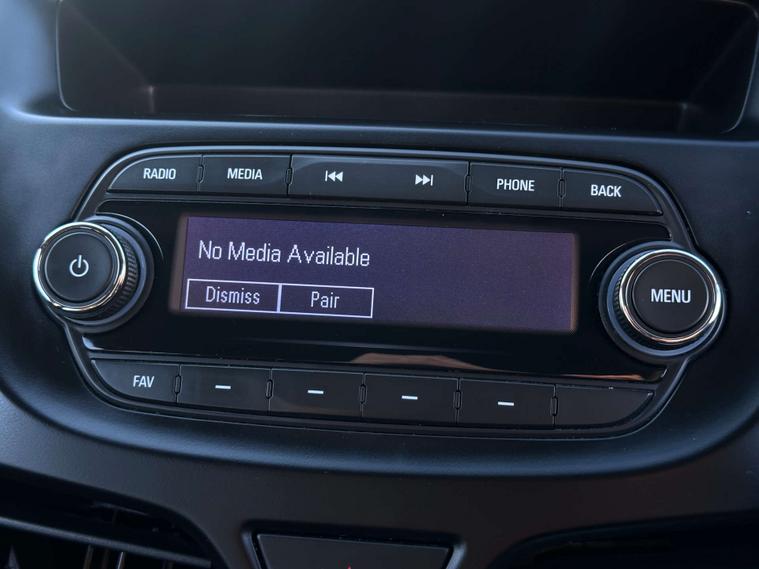 RADIO MEDIA PHONE BACK
No Media Available
Dismiss Pair
MENU
FAV